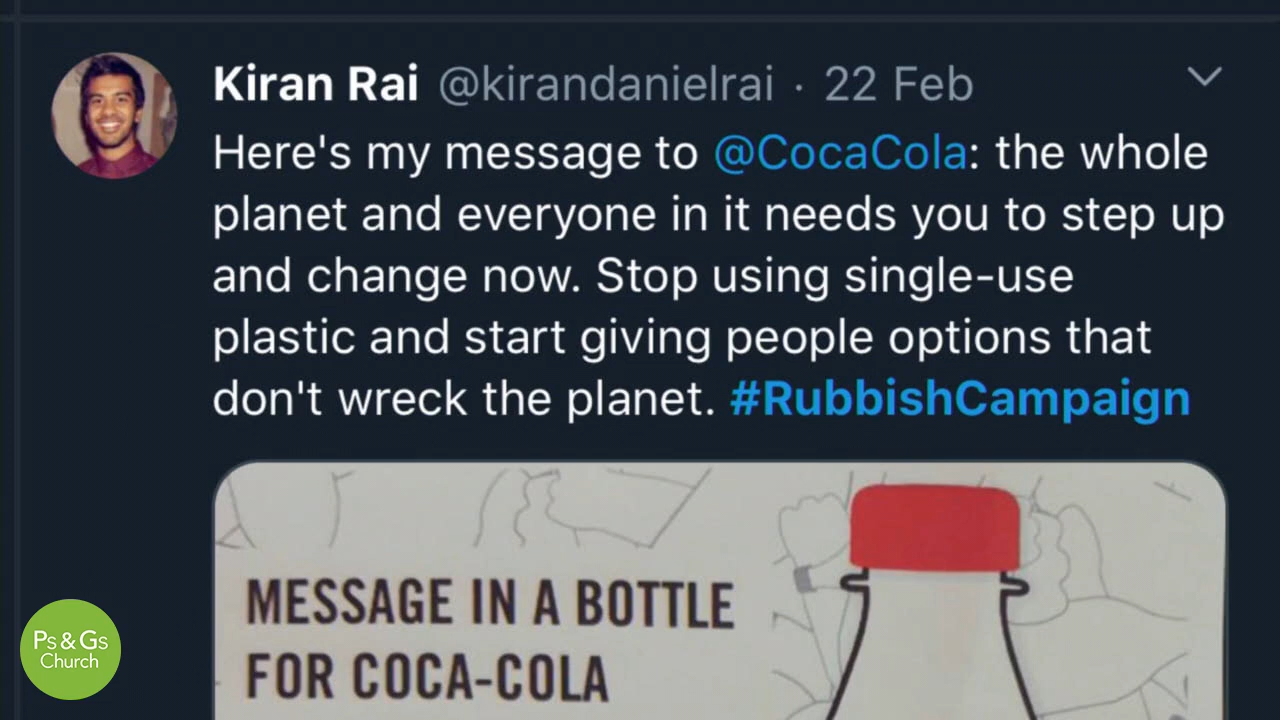 Kiran Rai @kirandanielrai · 22 Feb
Here's my message to @CocaCola: the whole
planet and everyone in it needs you to step up
and change now. Stop using single-use
plastic and start giving people options that
don't wreck the planet. #RubbishCampaign
MESSAGE IN A BOTTLE
FOR COCA-COLA
Ps & Gs
Church